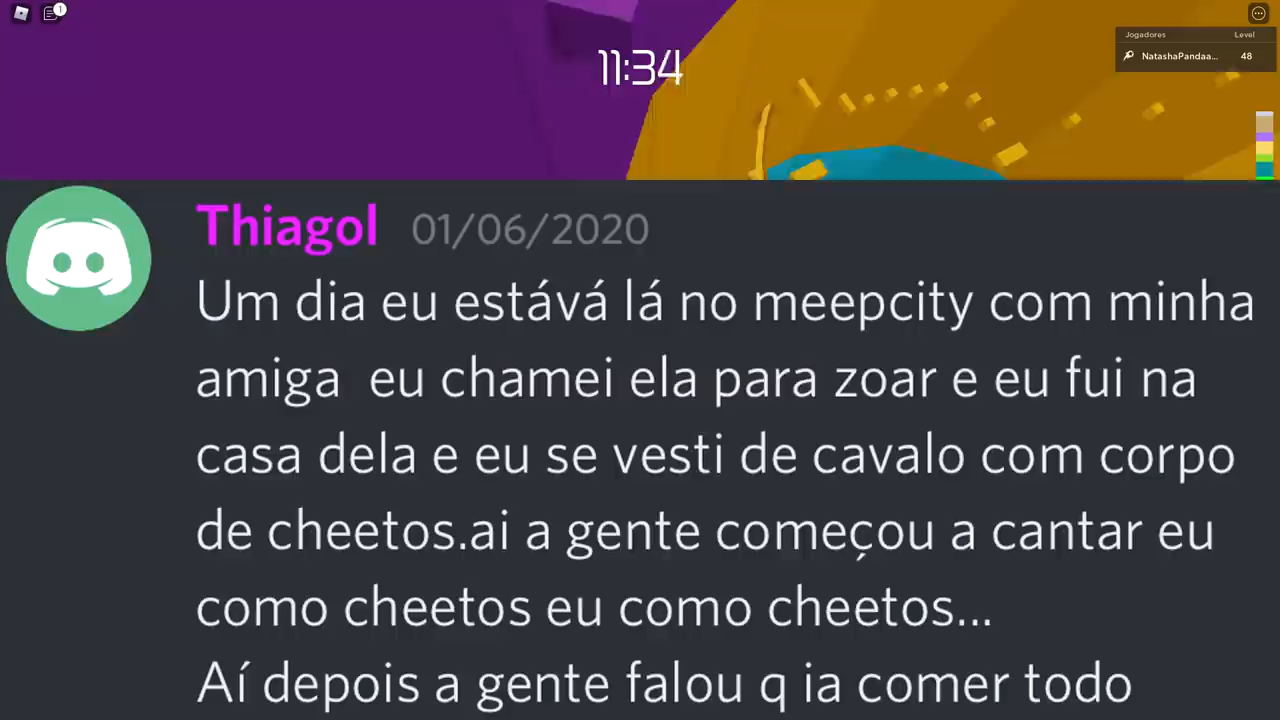 1
11:34
Jogadores Level
NatashaPandaa... 48
Thiagol 01/06/2020
Um dia eu estává lá no meepcity com minha
amiga  eu chamei ela para zoar e eu fui na
casa dela e eu se vesti de cavalo com corpo
de cheetos.ai a gente começou a cantar eu
como cheetos eu como cheetos...
Aí depois a gente falou q ia comer todo